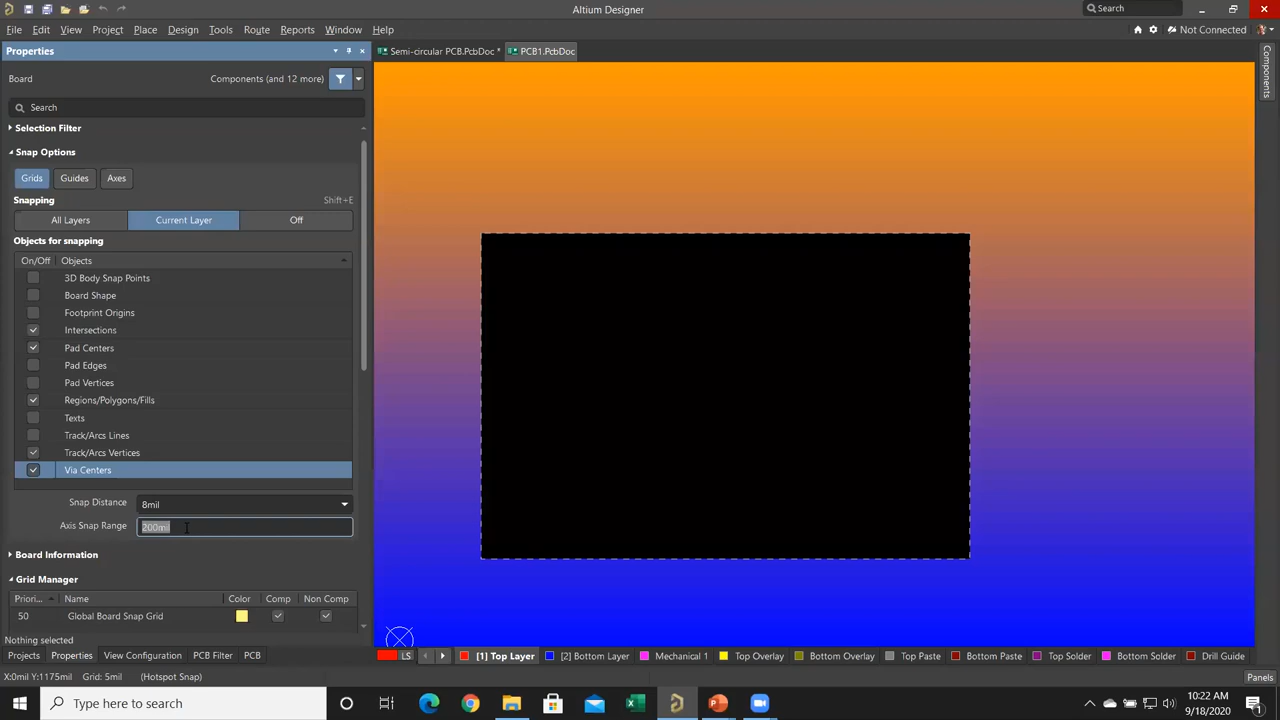 Altium Designer
Search
File Edit View Project Place Design Tools Route Reports Window Help
Not Connected
Properties
Semi-circular PCB.PcbDoc *
PCB1.PcbDoc
Components
Board
Components (and 12 more)
Search
Selection Filter
Snap Options
Grids Guides Axes
Snapping
Shift+E
All Layers Current Layer Off
Objects for snapping
On/Off Objects
3D Body Snap Points
Board Shape
Footprint Origins
Intersections
Pad Centers
Pad Edges
Pad Vertices
Regions/Polygons/Fills
Texts
Track/Arcs Lines
Track/Arcs Vertices
Via Centers
Snap Distance 8mil
Axis Snap Range 200mil
Board Information
Grid Manager
Priori... Name Color Comp Non Comp
50 Global Board Snap Grid
Nothing selected
Projects Properties View Configuration PCB Filter PCB
LS [1] Top Layer [2] Bottom Layer Mechanical 1 Top Overlay Bottom Overlay Top Paste Bottom Paste Top Solder Bottom Solder Drill Guide
X:0mil Y:1175mil Grid: 5mil (Hotspot Snap)
Panels
Type here to search
10:22 AM
9/18/2020
1